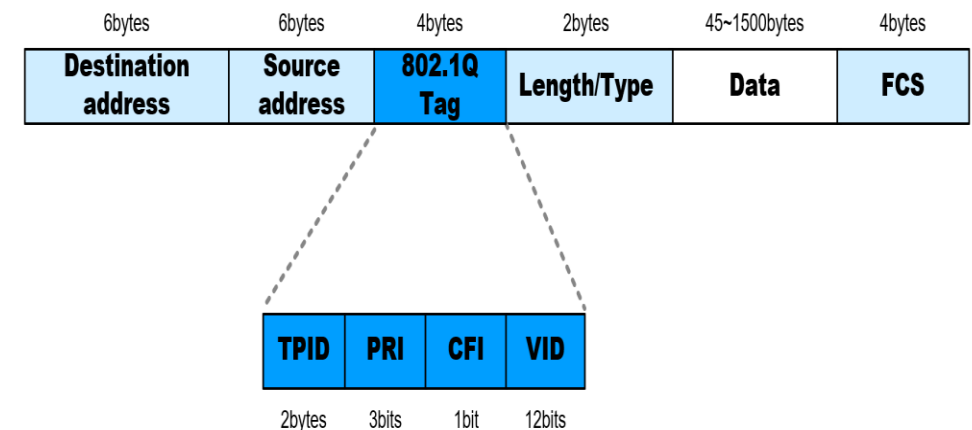 6bytes 6bytes 4bytes 2bytes 45~1500bytes 4bytes
Destination address Source address 802.1Q Tag Length/Type Data FCS
TPID PRI CFI VID
2bytes 3bits 1bit 12bits